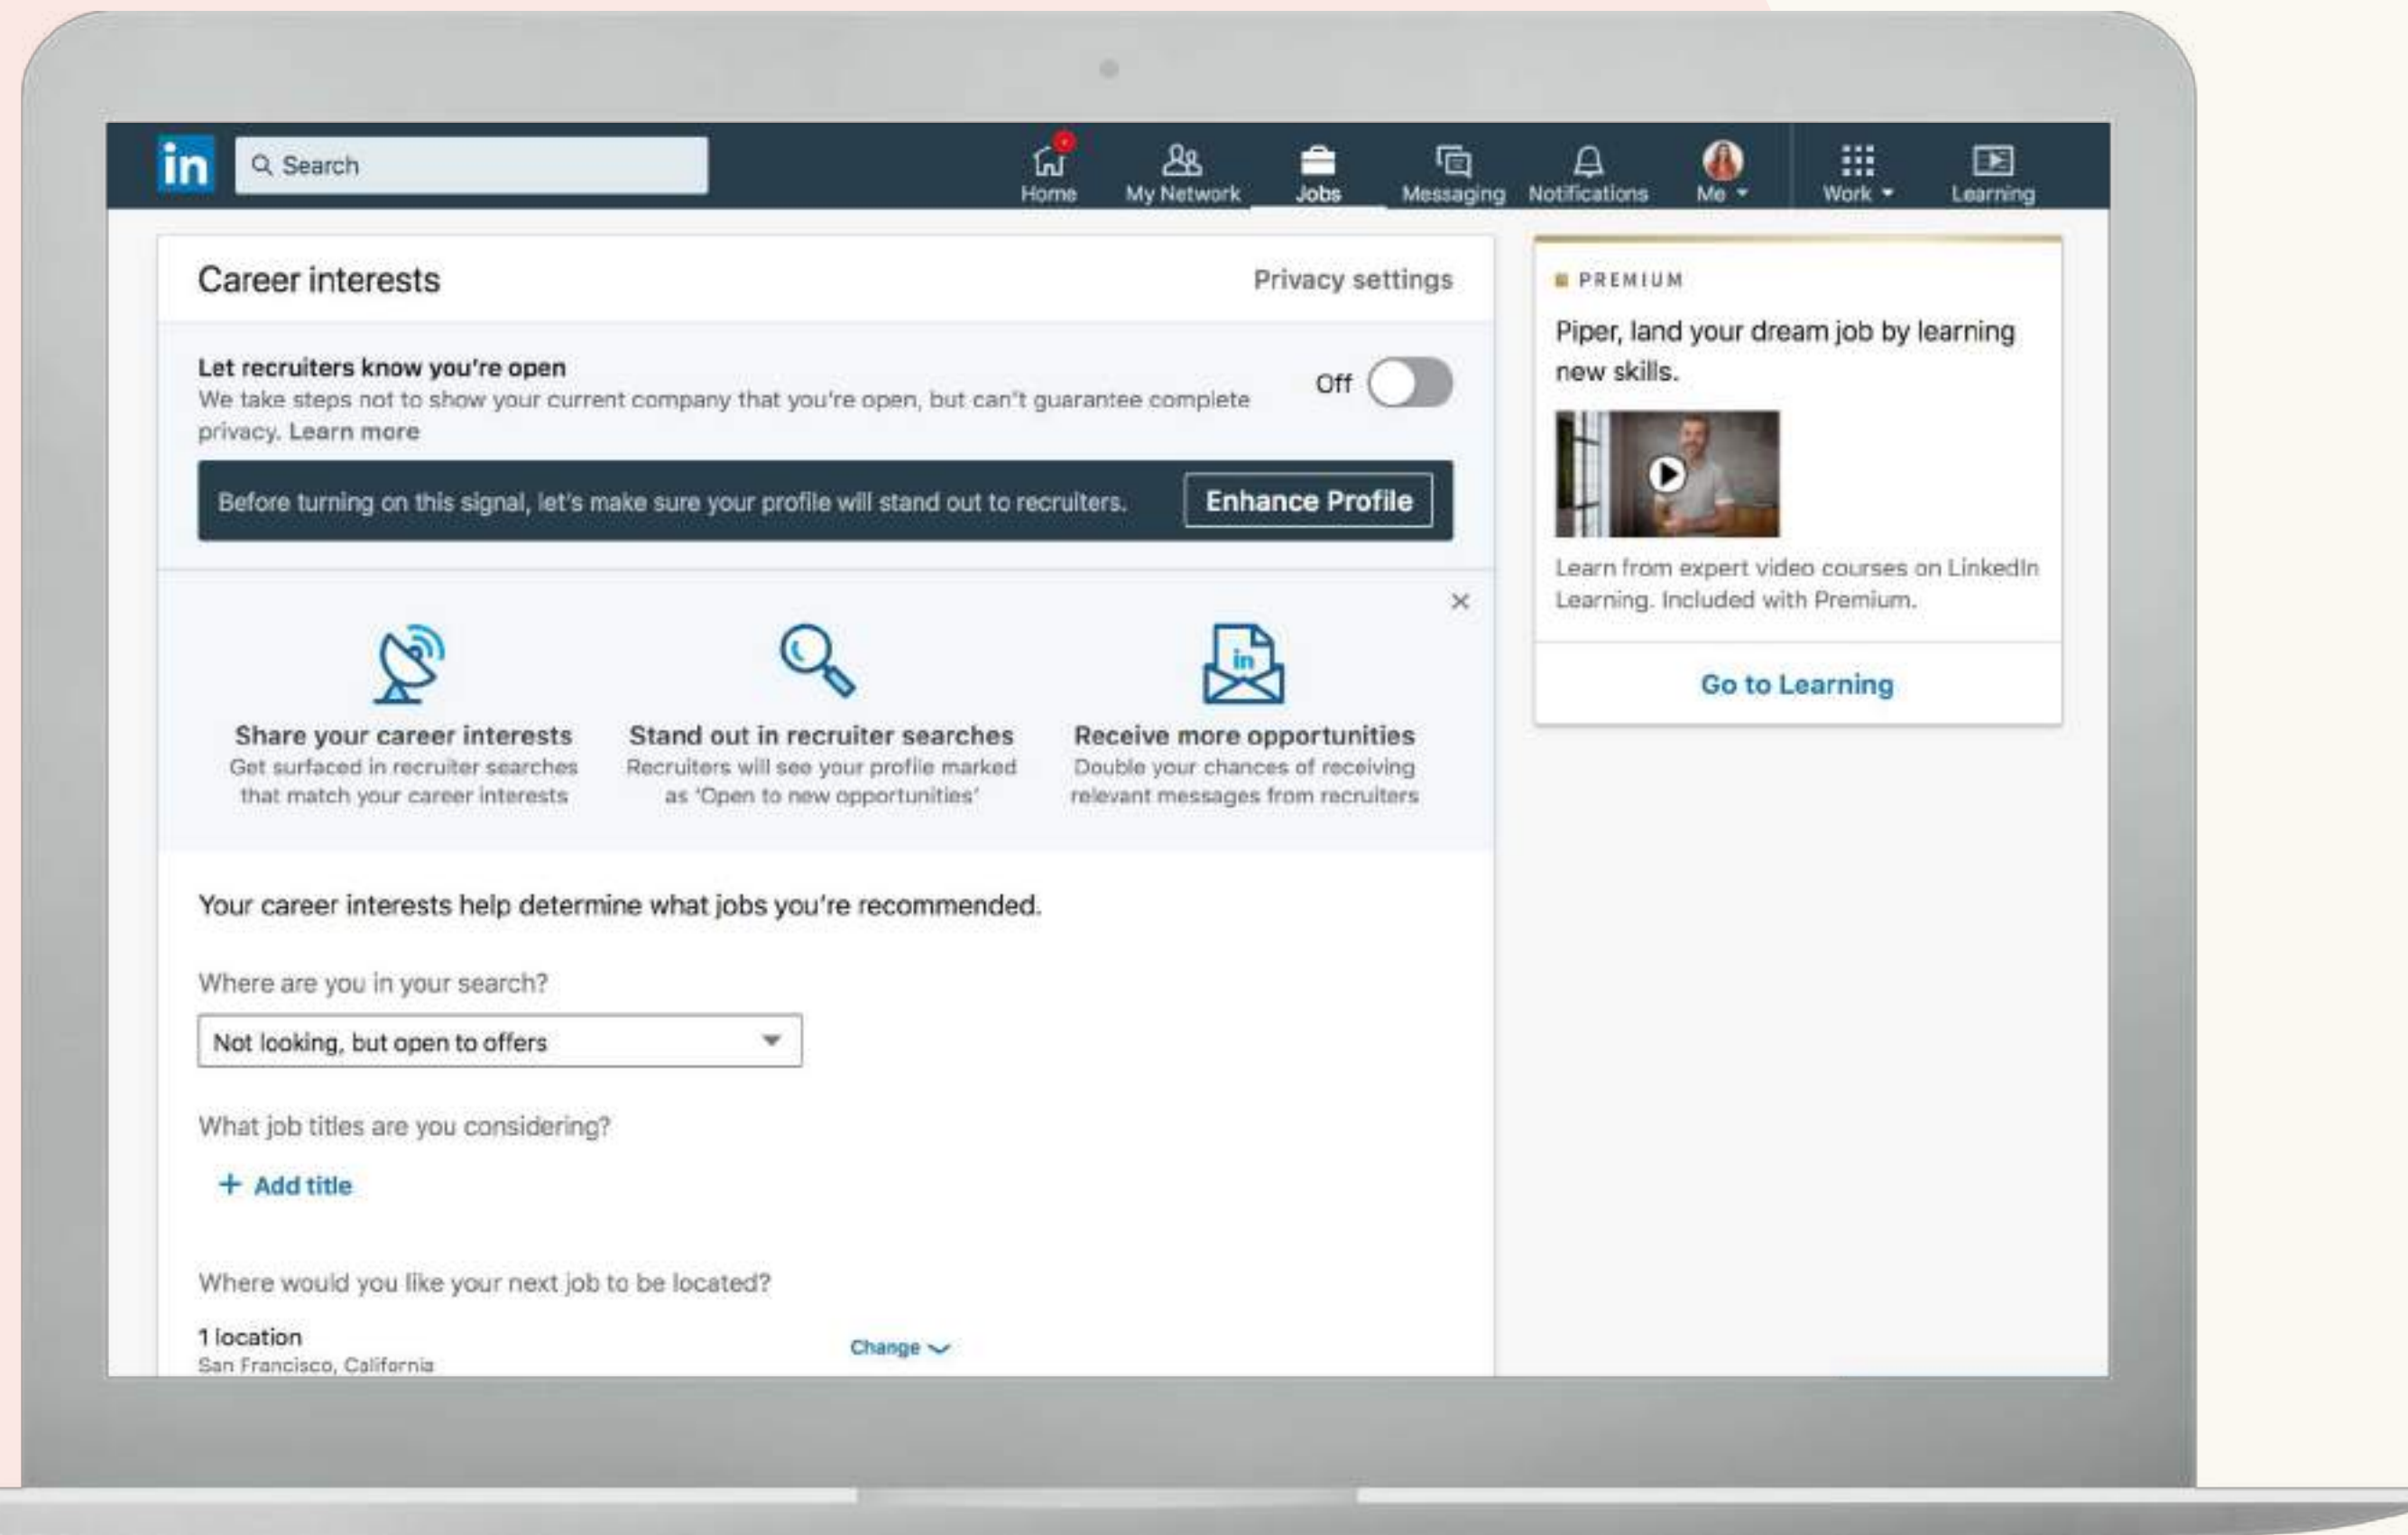 in
Search
Home
My Network
Jobs
Messaging
Notifications
Me
Work
Learning
Career interests
Privacy settings
Let recruiters know you're open
We take steps not to show your current company that you're open, but can't guarantee complete
privacy. Learn more
Off
Before turning on this signal, let's make sure your profile will stand out to recruiters.
Enhance Profile
in
Share your career interests
Get surfaced in recruiter searches
that match your career interests
Stand out in recruiter searches
Recruiters will see your profile marked
as 'Open to new opportunities'
Receive more opportunities
Double your chances of receiving
relevant messages from recruiters
Your career interests help determine what jobs you're recommended.
Where are you in your search?
Not looking, but open to offers
What job titles are you considering?
+ Add title
Where would you like your next job to be located?
1 location
San Francisco, California
Change
PREMIUM
Piper, land your dream job by learning
new skills.
Learn from expert video courses on LinkedIn
Learning. Included with Premium.
Go to Learning